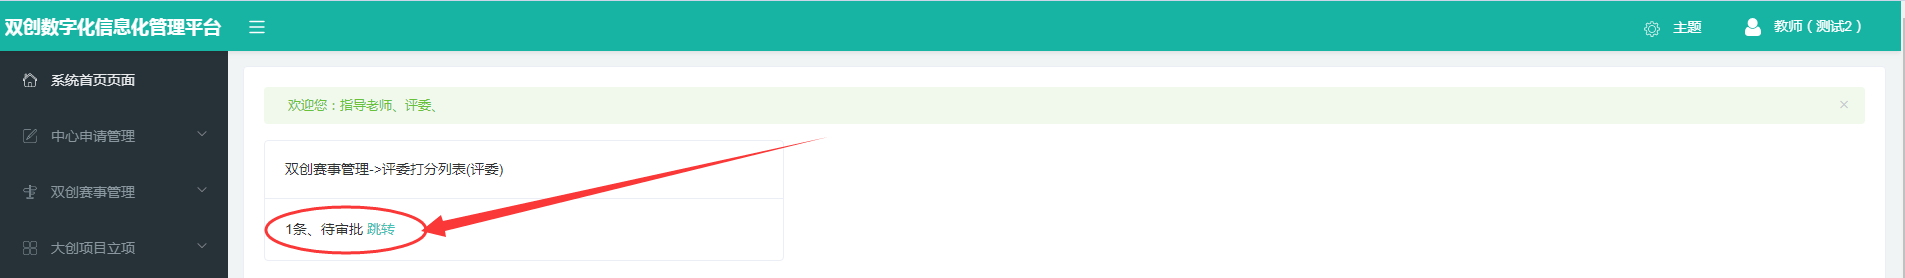 双创数字化信息化管理平台
主题
教师（测试2）
系统首页页面
欢迎您：指导老师、评委、
中心申请管理
双创赛事管理->评委打分列表(评委)
双创赛事管理
1条、待审批 跳转
大创项目立项